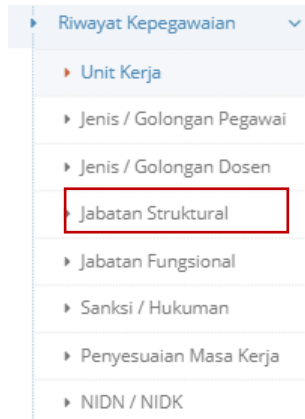 Riwayat Kepegawaian
Unit Kerja
Jenis / Golongan Pegawai
Jenis / Golongan Dosen
Jabatan Struktural
Jabatan Fungsional
Sanksi / Hukuman
Penyesuaian Masa Kerja
NIDN / NIDK